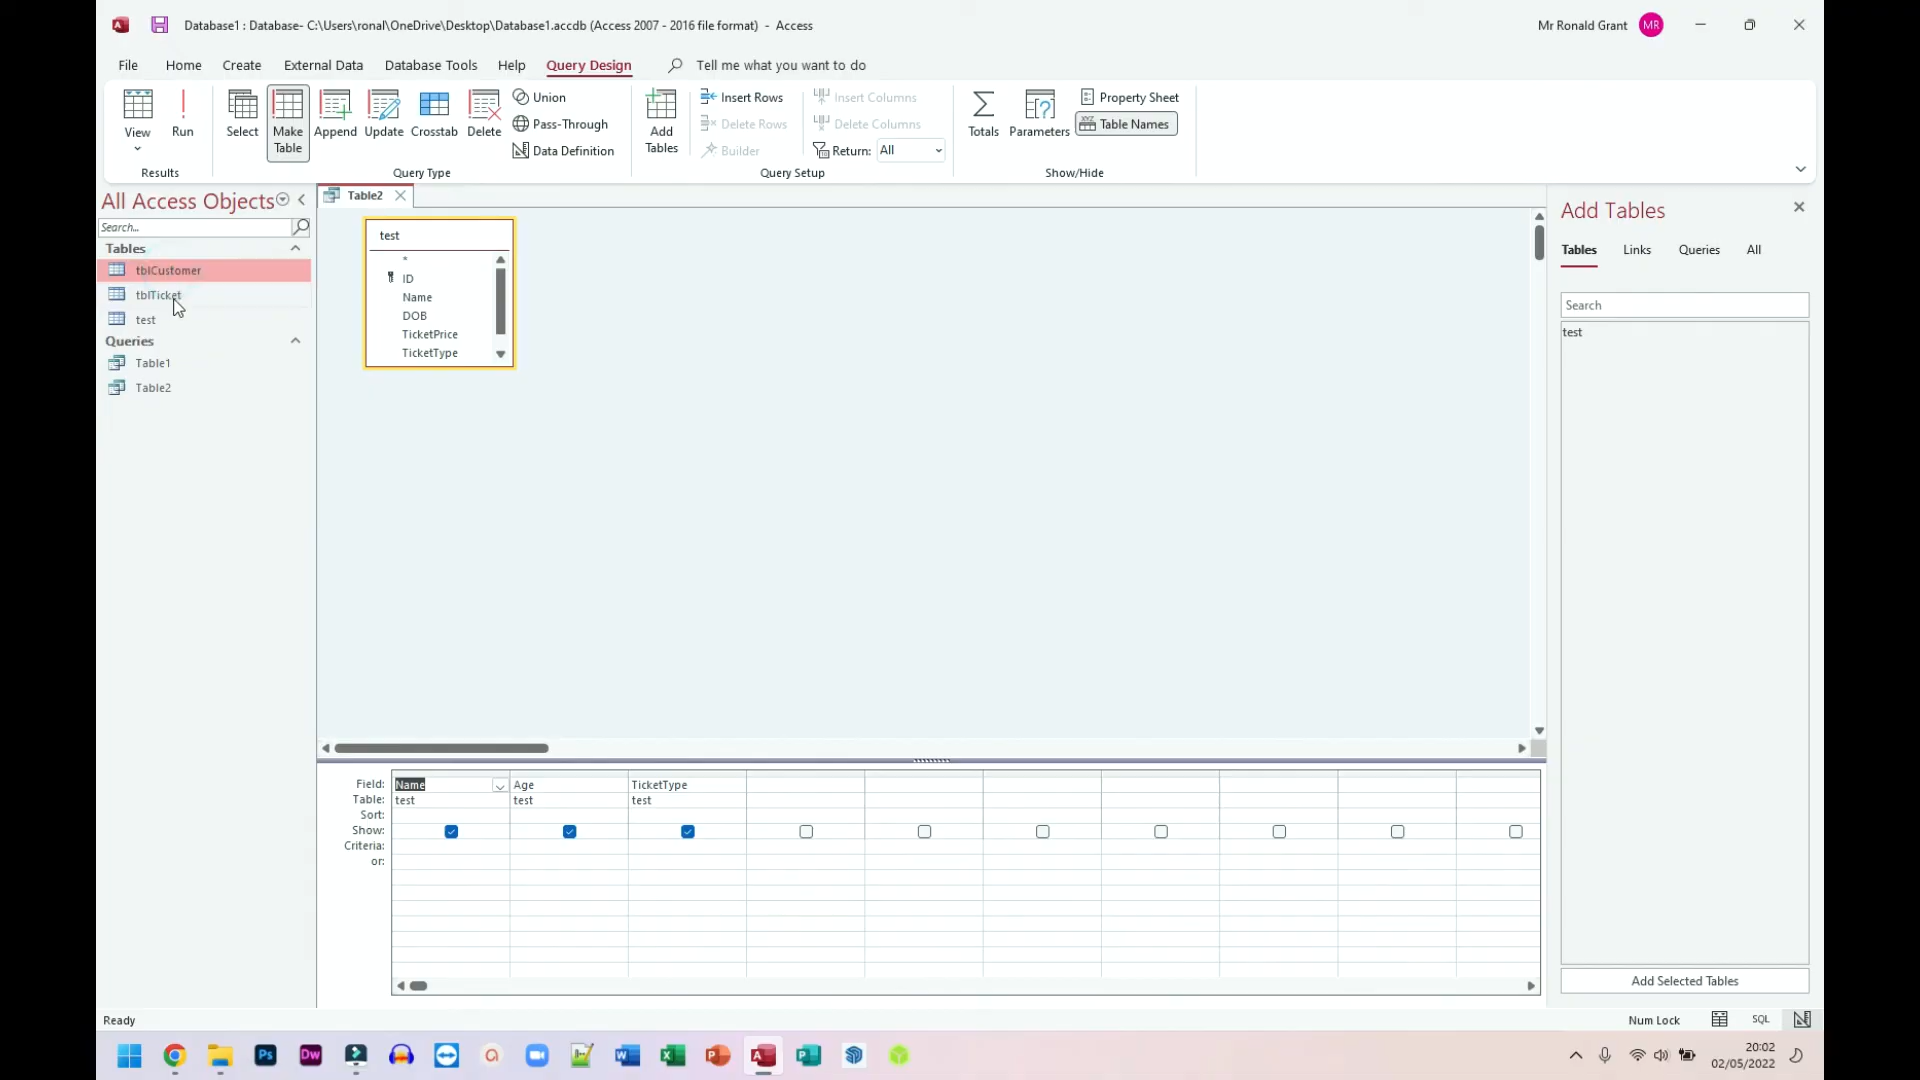 Database1 : Database- C:\Users\ronal\OneDrive\Desktop\Database1.accdb (Access 2007 - 2016 file format) - Access
Mr Ronald Grant MR
File Home Create External Data Database Tools Help Query Design Tell me what you want to do
View Run Select Make Table Append Update Crosstab Delete Union Pass-Through Data Definition
Add Tables Insert Rows Delete Rows Builder Insert Columns Delete Columns Return: All
Totals Parameters Property Sheet XYZ Table Names
Results Query Type Query Setup Show/Hide
All Access Objects
Search...
Tables
tblCustomer
tblTicket
test
Queries
Table1
Table2
Table2
test
*
ID
Name
DOB
TicketPrice
TicketType
Add Tables
Tables Links Queries All
Search
test
Add Selected Tables
Field: Name Age TicketType
Table: test test test
Sort:
Show:
Criteria:
or:
Ready
Num Lock SQL
Ps Dw
20:02
02/05/2022